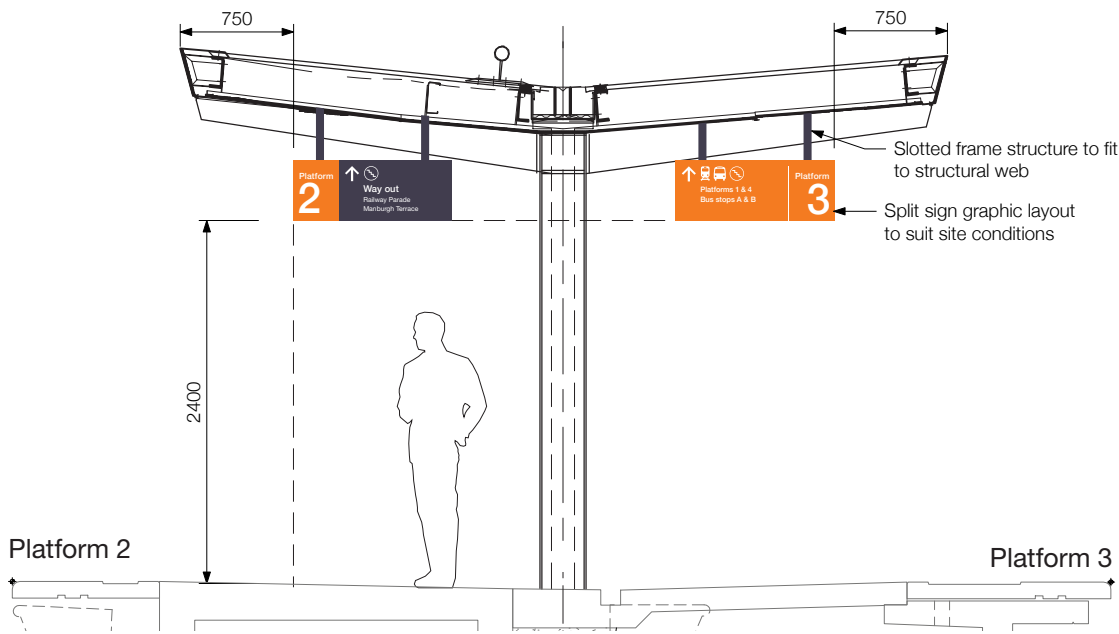 750
750
Slotted frame structure to fit
to structural web
Platform
2
Way out
Railway Parade
Manburgh Terrace
Platforms 1 & 4
Bus stops A & B
Platform
3
Split sign graphic layout
to suit site conditions
2400
Platform 2
Platform 3